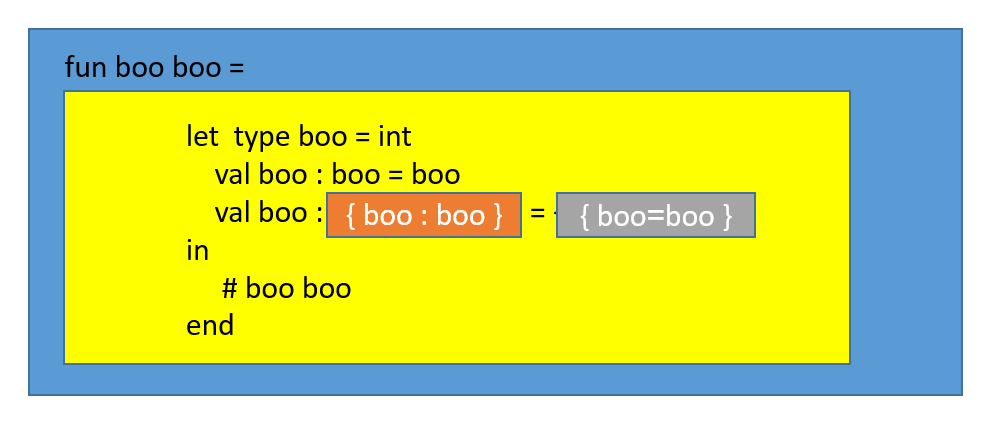 fun boo boo =
let type boo = int
val boo : boo = boo
val boo : { boo : boo } = { boo=boo }
in
# boo boo
end